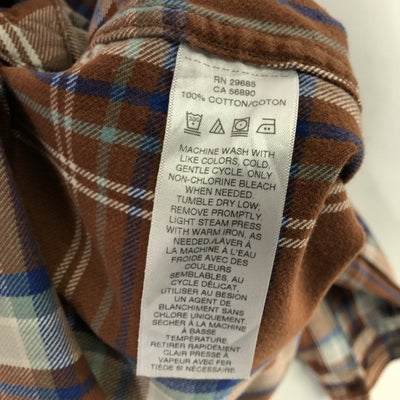 RN 29685
CA 56890
100% COTTON/COTON
MACHINE WASH WITH
LIKE COLORS, COLD,
GENTLE CYCLE, ONLY
NON-CHLORINE BLEACH
WHEN NEEDED.
TUMBLE DRY LOW;
REMOVE PROMPTLY.
LIGHT STEAM PRESS
WITH WARM IRON, AS
NEEDED./LAVER À
LA MACHINE À L'EAU
FROIDE AVEC DES
COULEURS
SEMBLABLES, AU
CYCLE DÉLICAT,
UTILISER AU BESION
UN AGENT DE
BLANCHIMENT SANS
CHLORE UNIQUEMENT.
SÉCHER À LA MACHINE
À BASSE
TEMPÉRATURE,
RETIRER RAPIDEMENT
CLAIR PRESSE À
VAPEUR AVEC FER
TIÈDE BI NÉCESSAIRE.